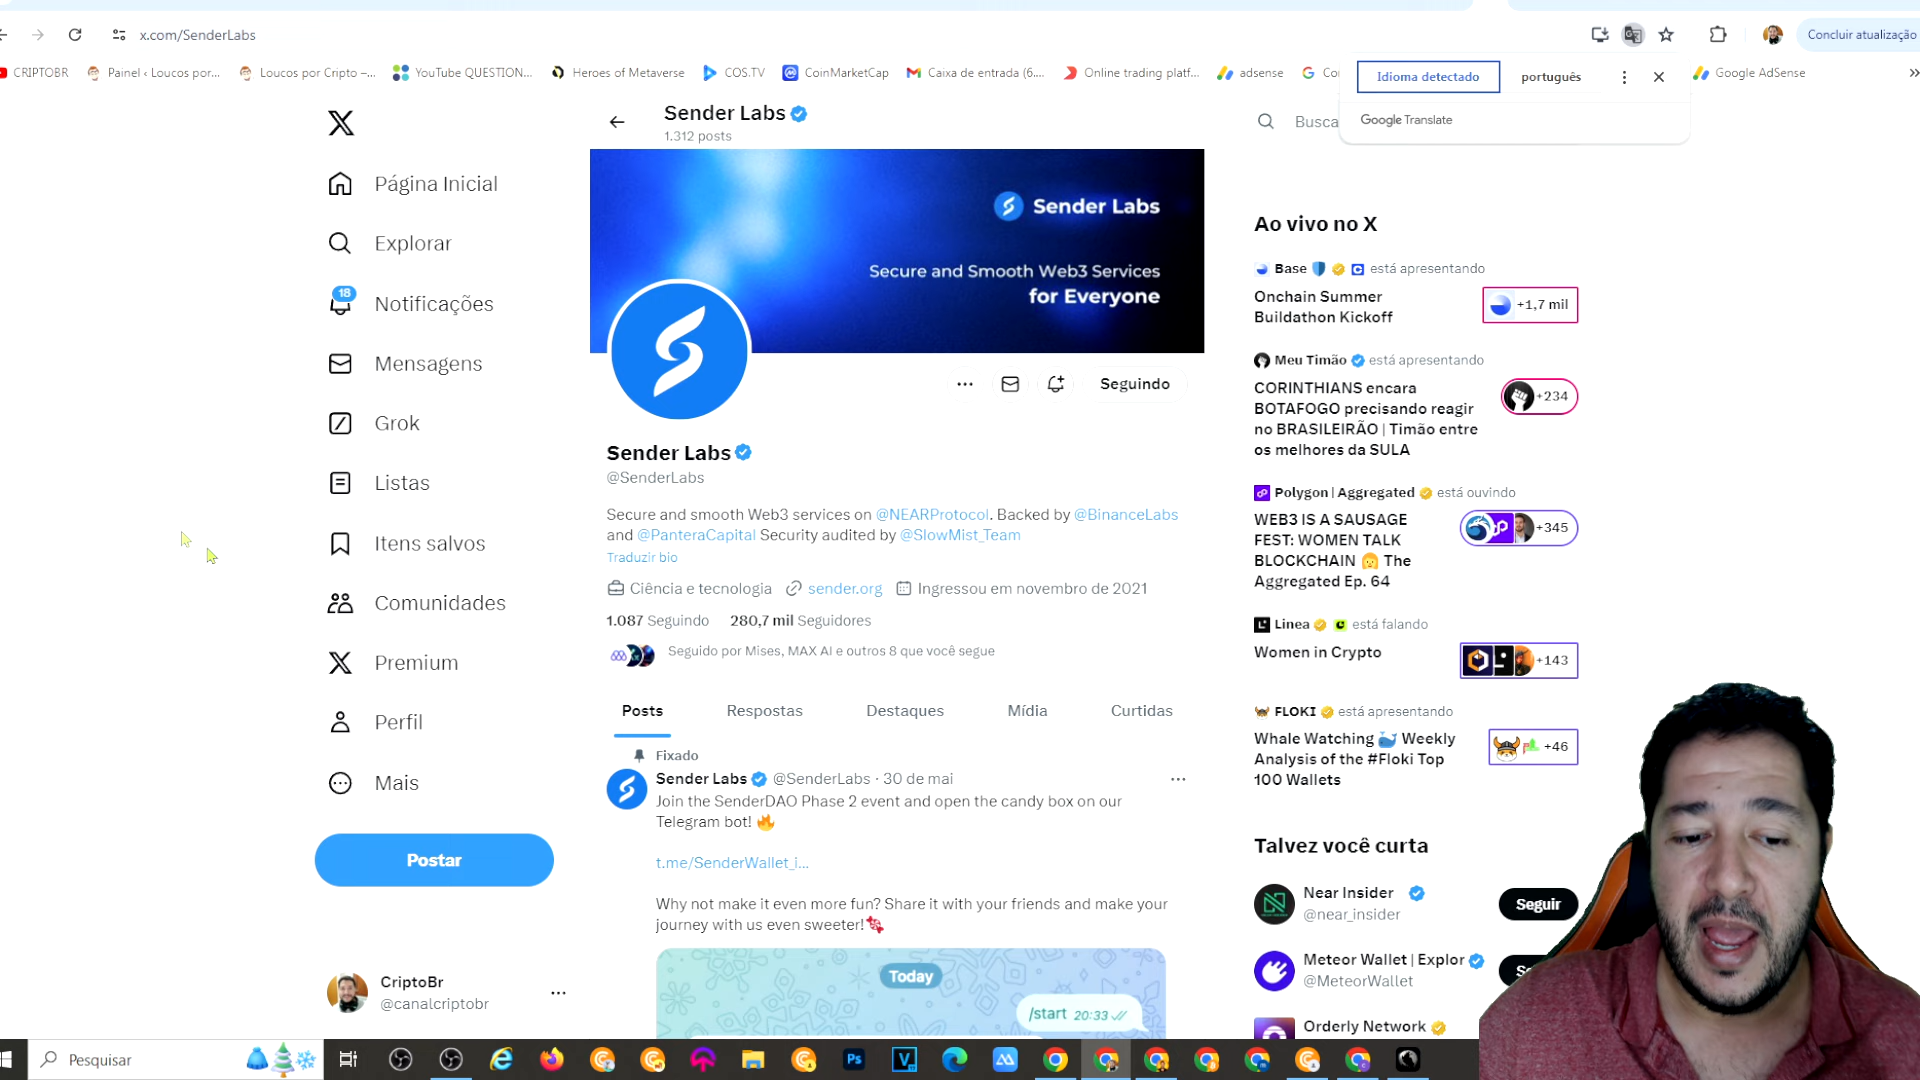 x.com/SenderLabs
Concluir atualização
CRIPTOBR
Painel ‹ Loucos por...
Loucos por Cripto –...
YouTube QUESTION...
Heroes of Metaverse
COS.TV
CoinMarketCap
Caixa de entrada (6....
Online trading platf...
adsense
Google AdSense
Idioma detectado
português
Google Translate
Sender Labs
1.312 posts
Busca
Página Inicial
Explorar
18
Notificações
Mensagens
Grok
Listas
Itens salvos
Comunidades
Premium
Perfil
Mais
Postar
CriptoBr
@canalcriptobr
Sender Labs
Secure and Smooth Web3 Services
for Everyone
Seguindo
Sender Labs
@SenderLabs
Secure and smooth Web3 services on @NEARProtocol. Backed by @BinanceLabs
and @PanteraCapital Security audited by @SlowMist_Team
Traduzir bio
Ciência e tecnologia sender.org Ingressou em novembro de 2021
1.087 Seguindo 280,7 mil Seguidores
Seguido por Mises, MAX AI e outros 8 que você segue
Posts Respostas Destaques Mídia Curtidas
Fixado
Sender Labs @SenderLabs · 30 de mai
Join the SenderDAO Phase 2 event and open the candy box on our
Telegram bot! 🔥
t.me/SenderWallet_i...
Why not make it even more fun? Share it with your friends and make your
journey with us even sweeter!🍬
Today
/start 20:33
Ao vivo no X
Base está apresentando
Onchain Summer
Buildathon Kickoff
+1,7 mil
Meu Timão está apresentando
CORINTHIANS encara
BOTAFOGO precisando reagir
no BRASILEIRÃO | Timão entre
os melhores da SULA
+234
Polygon | Aggregated está ouvindo
WEB3 IS A SAUSAGE
FEST: WOMEN TALK
BLOCKCHAIN 👩 The
Aggregated Ep. 64
+345
Linea está falando
Women in Crypto
+143
FLOKI está apresentando
Whale Watching 🐳 Weekly
Analysis of the #Floki Top
100 Wallets
+46
Talvez você curta
Near Insider
@near_insider
Seguir
Meteor Wallet | Explor
@MeteorWallet
Orderly Network
Pesquisar
Ps